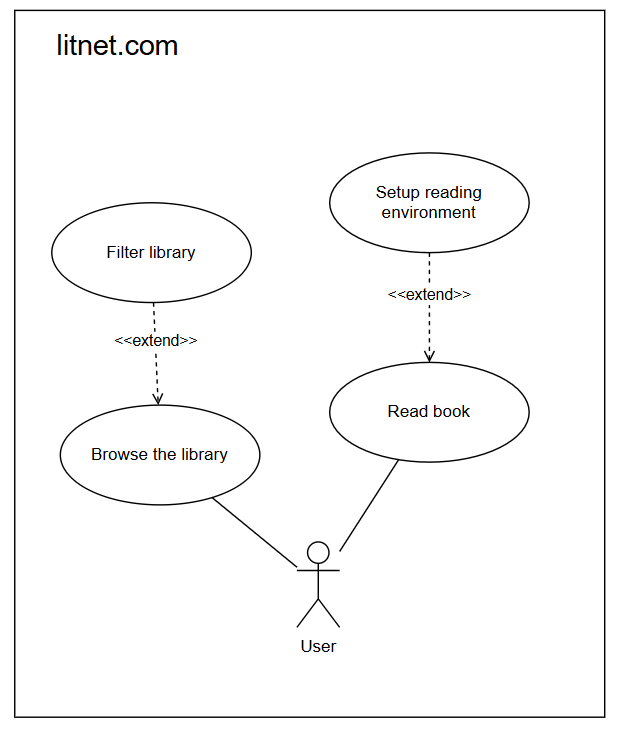 litnet.com
Setup reading
environment
Filter library
<<extend>>
<<extend>>
Read book
Browse the library
User